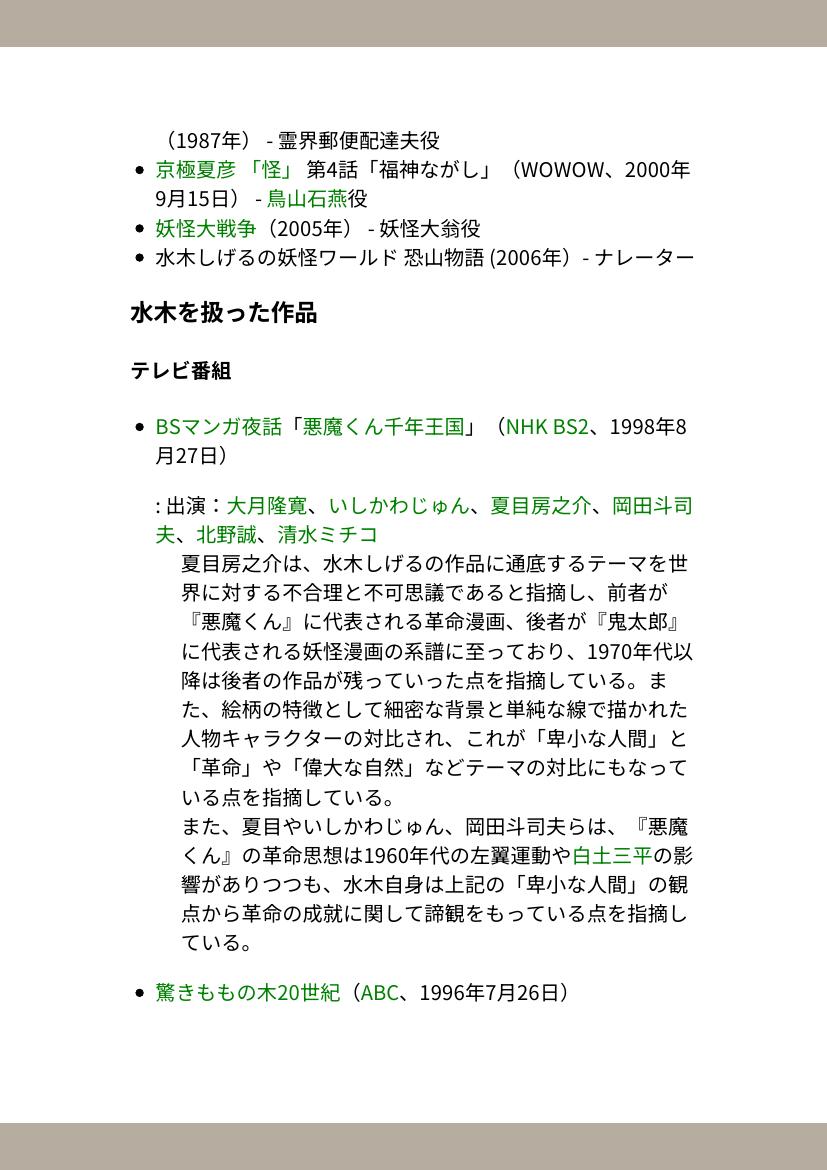 （1987年） - 霊界郵便配達夫役
● 京極夏彦 「怪」 第4話「福神ながし」（WOWOW、2000年
9月15日） - 鳥山石燕役
● 妖怪大戦争（2005年） - 妖怪大翁役
● 水木しげるの妖怪ワールド 恐山物語 (2006年）- ナレーター
水木を扱った作品
テレビ番組
● BSマンガ夜話「悪魔くん千年王国」（NHK BS2、1998年8
月27日）
: 出演：大月隆寛、いしかわじゅん、夏目房之介、岡田斗司
夫、北野誠、清水ミチコ
夏目房之介は、水木しげるの作品に通底するテーマを世
界に対する不合理と不可思議であると指摘し、前者が
『悪魔くん』に代表される革命漫画、後者が『鬼太郎』
に代表される妖怪漫画の系譜に至っており、1970年代以
降は後者の作品が残っていった点を指摘している。ま
た、絵柄の特徴として細密な背景と単純な線で描かれた
人物キャラクターの対比され、これが「卑小な人間」と
「革命」や「偉大な自然」などテーマの対比にもなって
いる点を指摘している。
また、夏目やいしかわじゅん、岡田斗司夫らは、『悪魔
くん』の革命思想は1960年代の左翼運動や白土三平の影
響がありつつも、水木自身は上記の「卑小な人間」の観
点から革命の成就に関して諦観をもっている点を指摘し
ている。
● 驚きももの木20世紀（ABC、1996年7月26日）